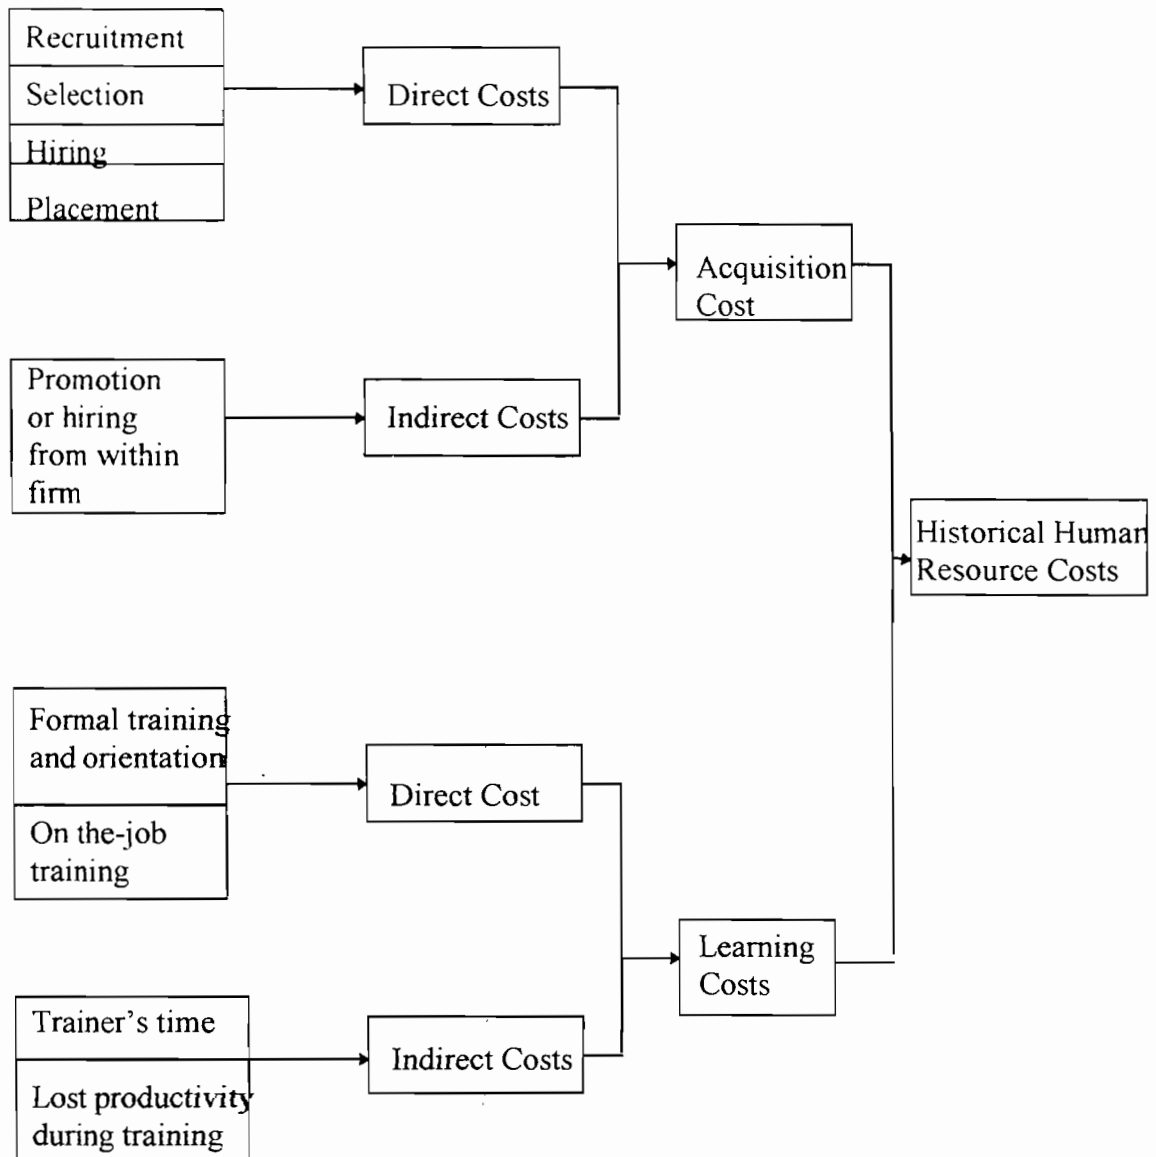 Recruitment
Selection
Hiring
Placement
Direct Costs
Acquisition
Cost
Promotion
or hiring
from within
firm
Indirect Costs
Historical Human
Resource Costs
Formal training
and orientation
On the-job
training
Direct Cost
Learning
Costs
Trainer's time
Lost productivity
during training
Indirect Costs